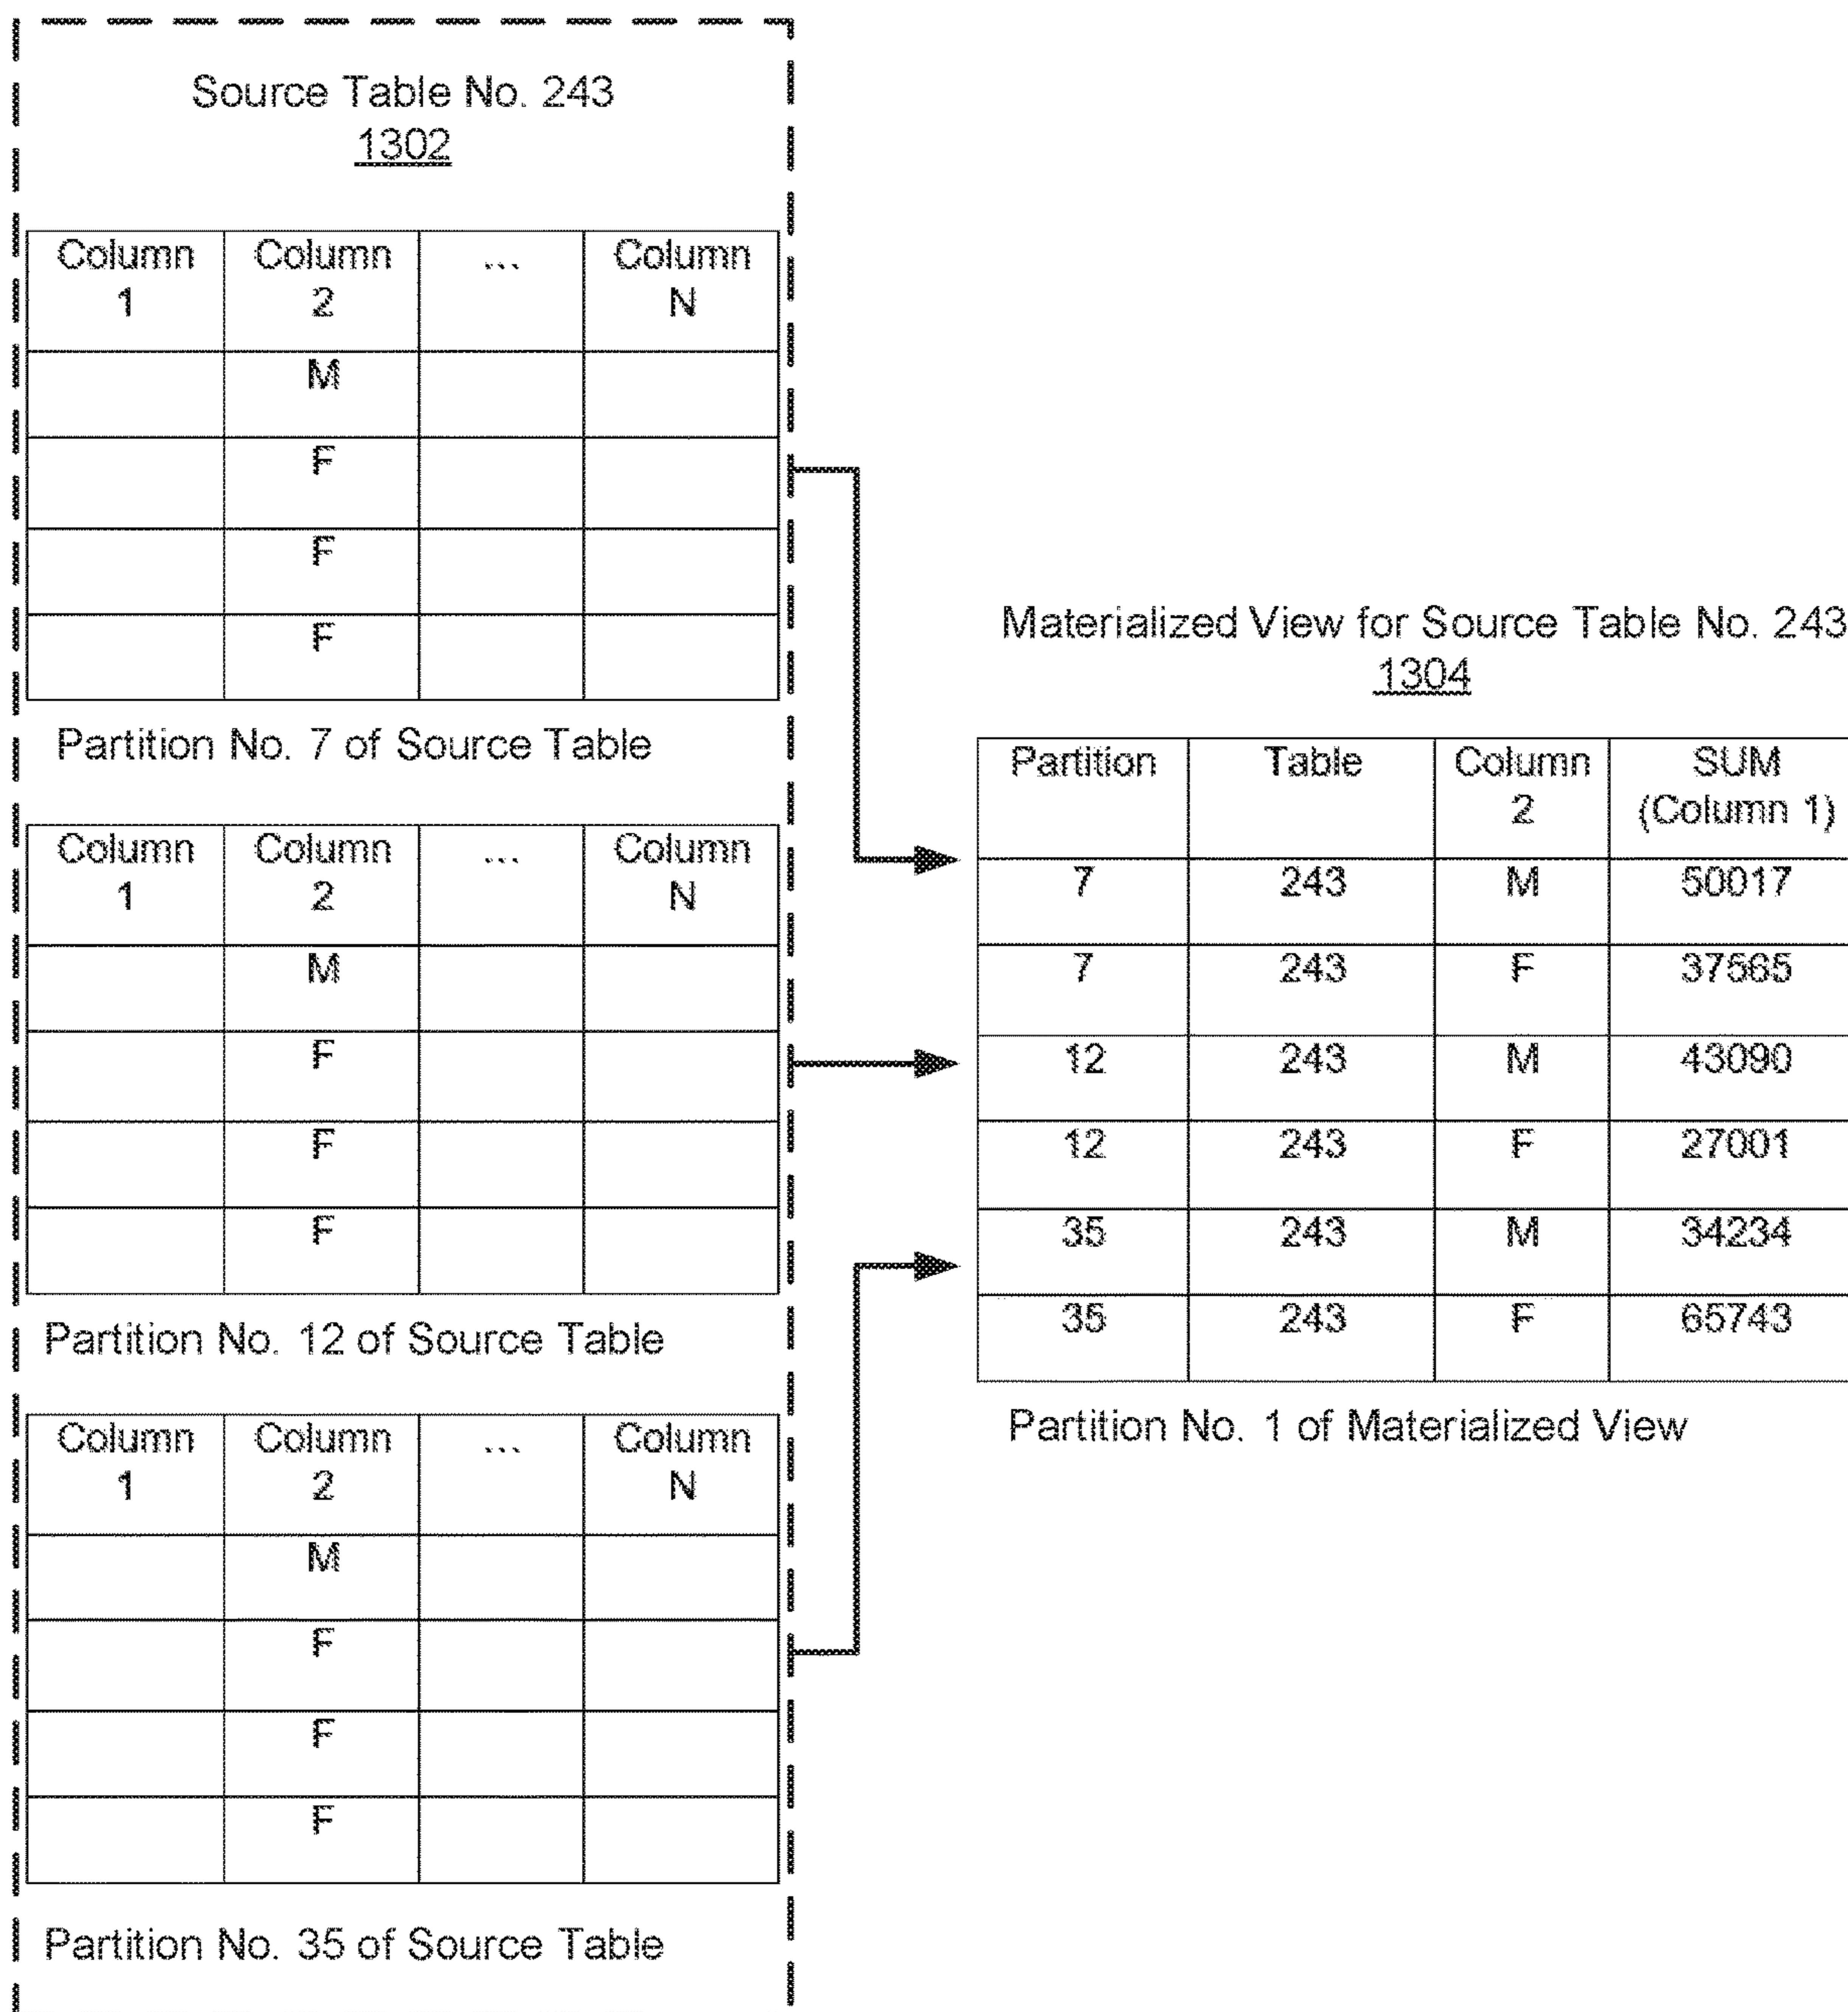 Source Table No. 243
1302
Column 1 Column 2 ... Column N
M
F
F
F
Partition No. 7 of Source Table
Column 1 Column 2 ... Column N
M
F
F
F
Partition No. 12 of Source Table
Column 1 Column 2 ... Column N
M
F
F
F
Partition No. 35 of Source Table
Materialized View for Source Table No. 243
1304
Partition Table Column 2 SUM (Column 1)
7 243 M 50017
7 243 F 37565
12 243 M 43090
12 243 F 27001
35 243 M 34234
35 243 F 65743
Partition No. 1 of Materialized View